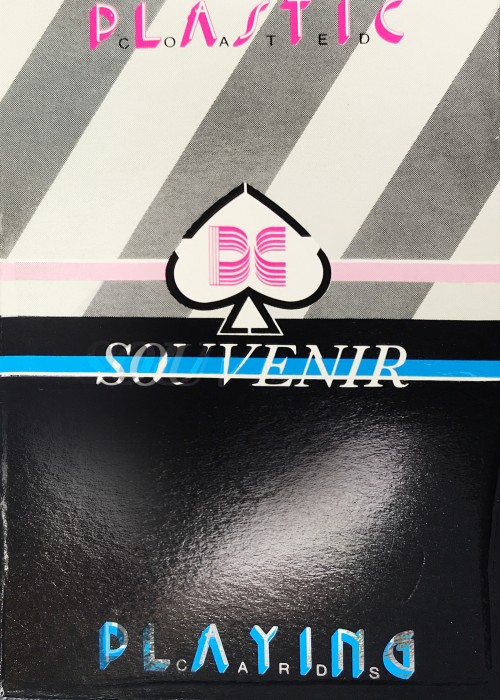 PLASTIC
COATED
SOUVENIR
PLAYING
CARDS